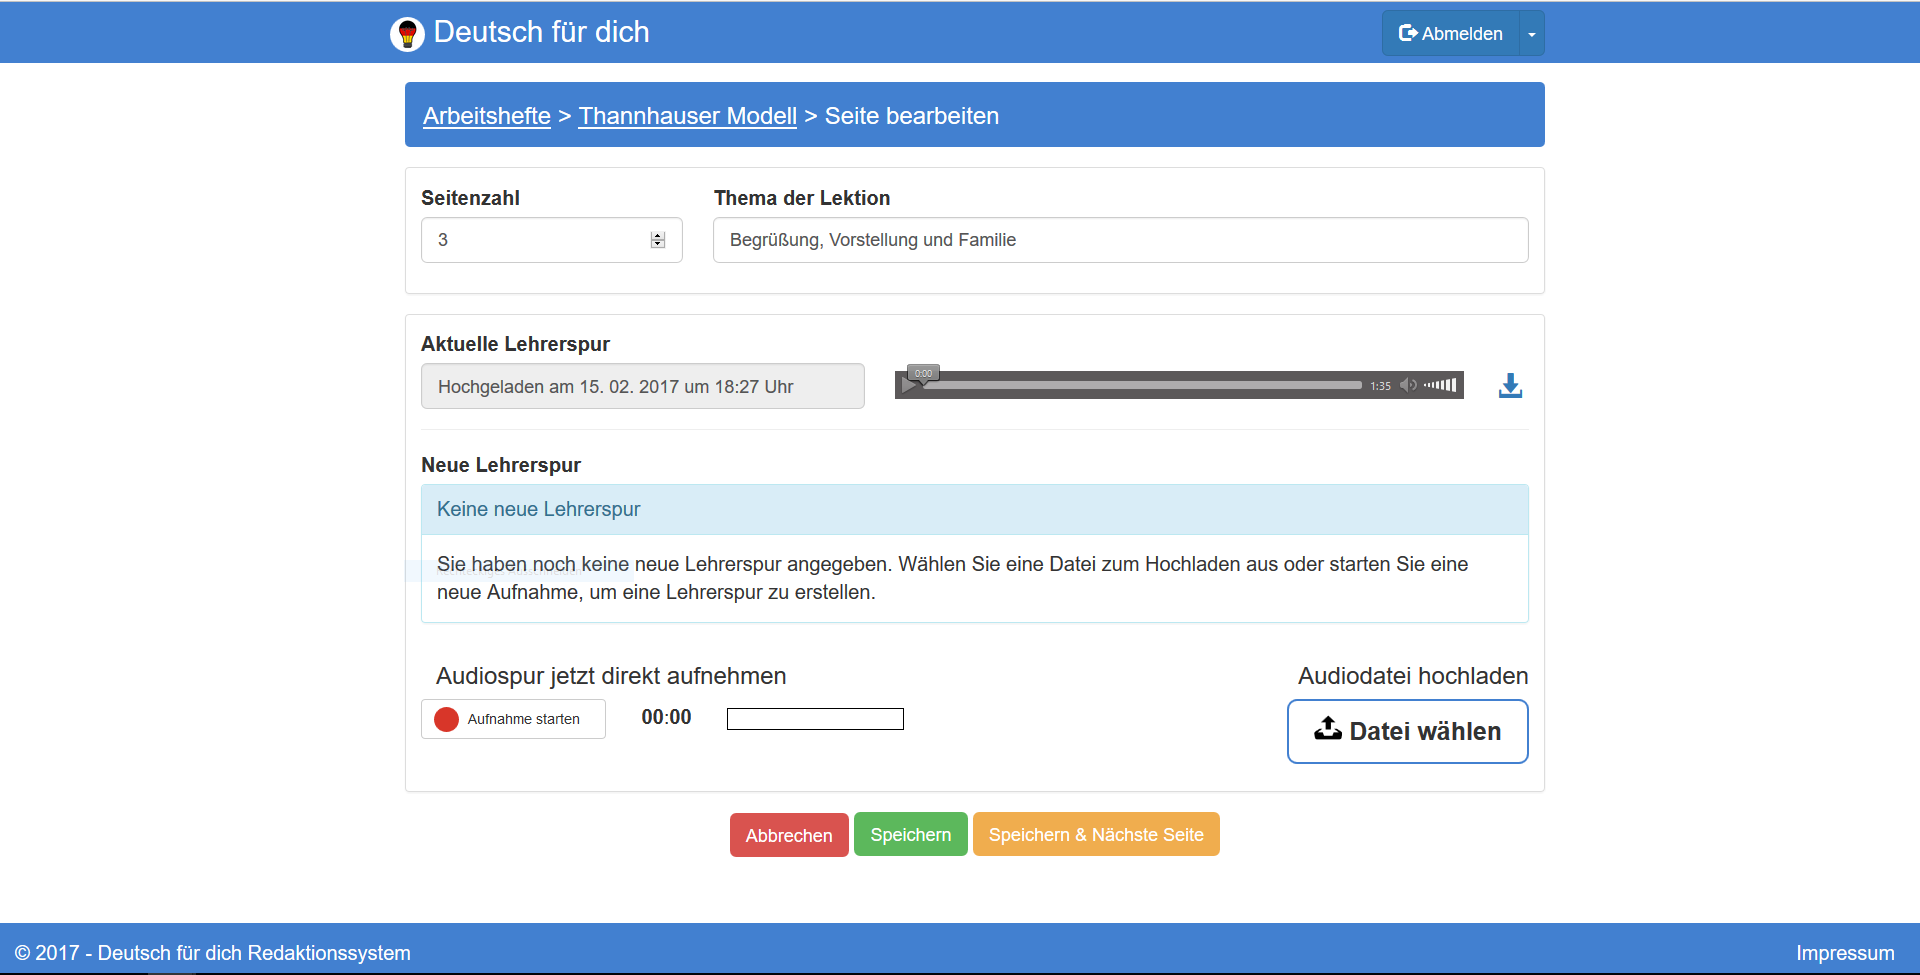 Deutsch für dich
Abmelden
Arbeitshefte > Thannhauser Modell > Seite bearbeiten
Seitenzahl
Thema der Lektion
3
Begrüßung, Vorstellung und Familie
Aktuelle Lehrerspur
Hochgeladen am 15. 02. 2017 um 18:27 Uhr
0:00
1:35
Neue Lehrerspur
Keine neue Lehrerspur
Sie haben noch keine neue Lehrerspur angegeben. Wählen Sie eine Datei zum Hochladen aus oder starten Sie eine
neue Aufnahme, um eine Lehrerspur zu erstellen.
Audiospur jetzt direkt aufnehmen
Audiodatei hochladen
Aufnahme starten
00:00
Datei wählen
Abbrechen
Speichern
Speichern & Nächste Seite
© 2017 - Deutsch für dich Redaktionssystem
Impressum